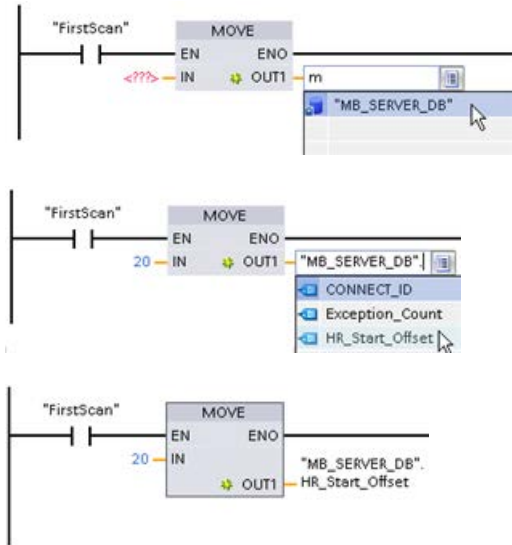 "FirstScan"
MOVE
EN ENO
<???> IN OUT1 m
"MB_SERVER_DB"
"FirstScan"
MOVE
EN ENO
20 IN OUT1 "MB_SERVER_DB".
CONNECT_ID
Exception_Count
HR_Start_Offset
"FirstScan"
MOVE
EN ENO
20 IN
"MB_SERVER_DB".
OUT1 HR_Start_Offset